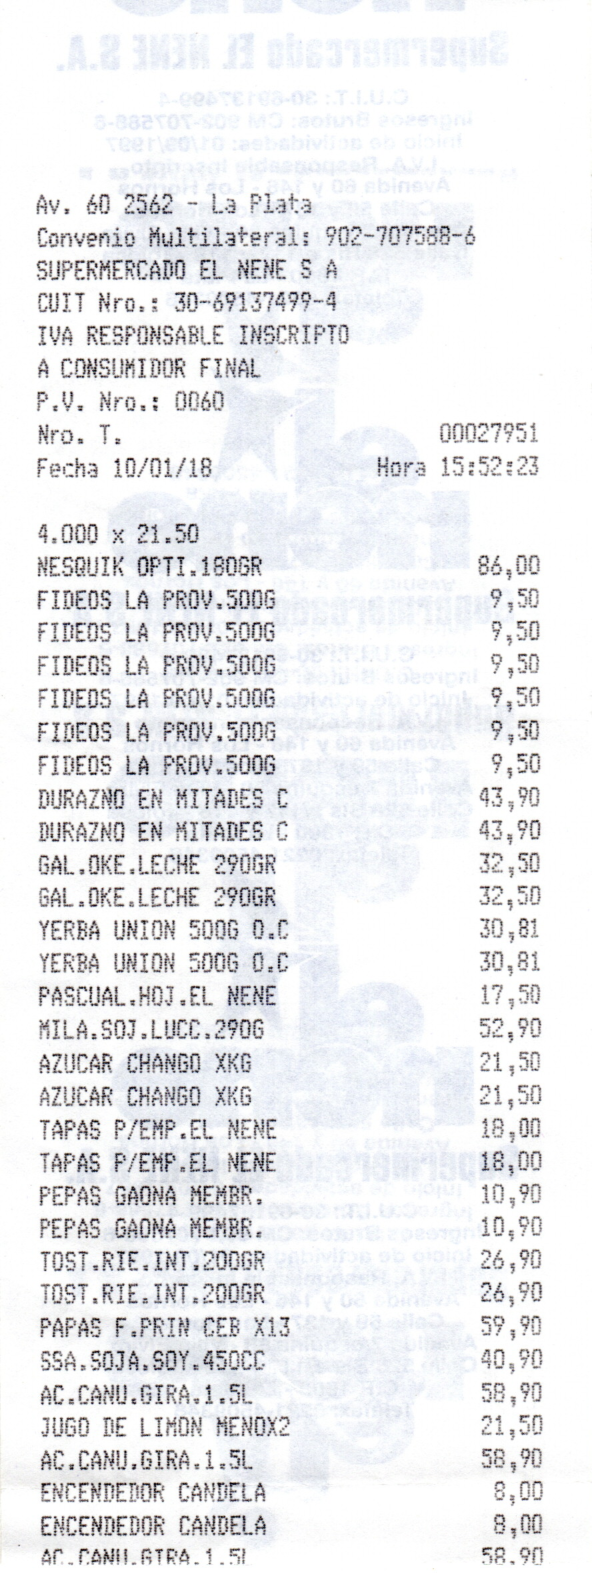 Av. 60 2562 - La Plata
Convenio Multilateral: 902-707588-6
SUPERMERCADO EL NENE S A
CUIT Nro.: 30-69137499-4
IVA RESPONSABLE INSCRIPTO
A CONSUMIDOR FINAL
P.V. Nro.: 0060
Nro. T. 00027951
Fecha 10/01/18 Hora 15:52:23
4.000 x 21.50
NESQUIK OPTI.180GR 86,00
FIDEOS LA PROV.500G 9,50
FIDEOS LA PROV.500G 9,50
FIDEOS LA PROV.500G 9,50
FIDEOS LA PROV.500G 9,50
FIDEOS LA PROV.500G 9,50
FIDEOS LA PROV.500G 9,50
DURAZNO EN MITADES C 43,90
DURAZNO EN MITADES C 43,90
GAL.OKE.LECHE 290GR 32,50
GAL.OKE.LECHE 290GR 32,50
YERBA UNION 500G O.C 30,81
YERBA UNION 500G O.C 30,81
PASCUAL.HOJ.EL NENE 17,50
MILA.SOJ.LUCC.290G 52,90
AZUCAR CHANGO XKG 21,50
AZUCAR CHANGO XKG 21,50
TAPAS P/EMP.EL NENE 18,00
TAPAS P/EMP.EL NENE 18,00
PEPAS GAONA MEMBR. 10,90
PEPAS GAONA MEMBR. 10,90
TOST.RIE.INT.200GR 26,90
TOST.RIE.INT.200GR 26,90
PAPAS F.PRIN CER X13 59,90
SSA.SOJA.SOY.450CC 40,90
AC.CANU.GIRA.1.5L 58,90
JUGO DE LIMON MENOX2 21,50
AC.CANU.GIRA.1.5L 58,90
ENCENDEDOR CANDELA 8,00
ENCENDEDOR CANDELA 8,00
AC.CANU.GIRA.1.5L 58,90